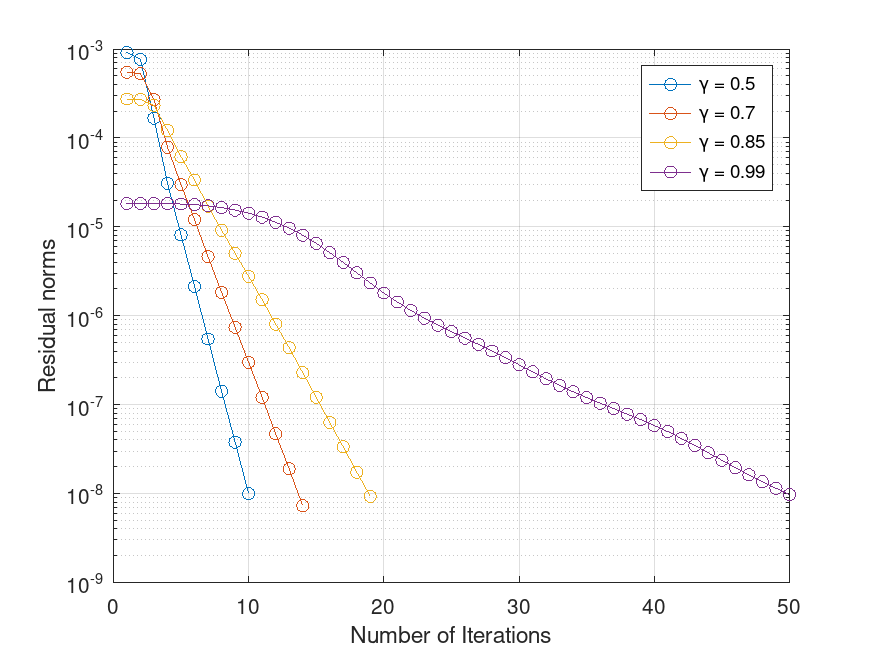 10-3
10-4
10-5
10-6
10-7
10-8
10-9
0
10
20
30
40
50
Number of Iterations
Residual norms
γ = 0.5
γ = 0.7
γ = 0.85
γ = 0.99